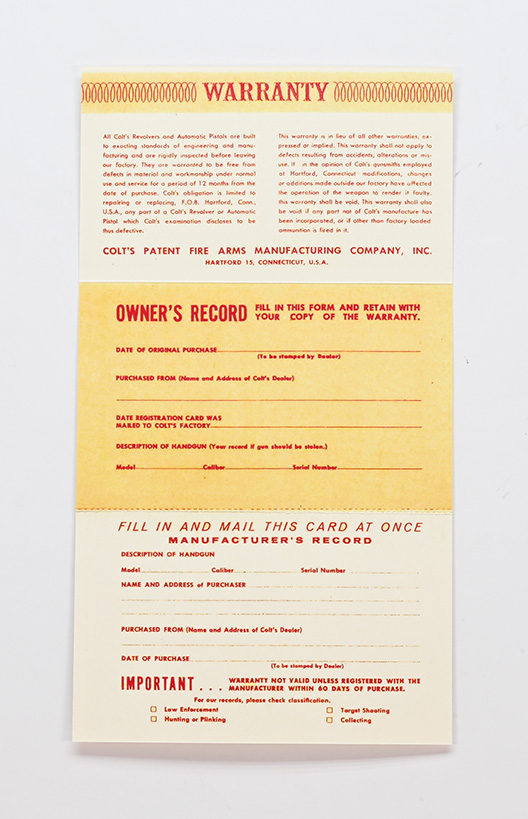 WARRANTY
All Colt's Revolvers and Automatic Pistols are built
to exacting standards of engineering and manu-
facturing and are rigidly inspected before leaving
our factory. They are warranted to be free from
defects in material and workmanship under normal
use and service for a period of 12 months from the
date of purchase. Colt's obligation is limited to
repairing or replacing, F.O.B. Hartford, Conn.,
U.S.A., any part of a Colt's Revolver or Automatic
Pistol which Colt's examination discloses to be
thus defective.
This warranty is in lieu of all other warranties, ex-
pressed or implied. This warranty shall not apply to
defects resulting from accidents, alterations or mis-
use. If in the opinion of Colt's gunsmiths employed
at Hartford, Connecticut modifications, changes
or additions made outside our factory have affected
the operation of the weapon to render it faulty,
this warranty shall be void. This warranty shall also
be void if any part not of Colt's manufacture has
been incorporated, or if other than factory loaded
ammunition is fired in it.
COLT'S PATENT FIRE ARMS MANUFACTURING COMPANY, INC.
HARTFORD 15, CONNECTICUT, U.S.A.
OWNER'S RECORD
FILL IN THIS FORM AND RETAIN WITH
YOUR COPY OF THE WARRANTY.
DATE OF ORIGINAL PURCHASE
(To be stamped by Dealer)
PURCHASED FROM (Name and Address of Colt's Dealer)
DATE REGISTRATION CARD WAS
MAILED TO COLT'S FACTORY
DESCRIPTION OF HANDGUN (Your record if gun should be stolen.)
Model Caliber Serial Number
FILL IN AND MAIL THIS CARD AT ONCE
MANUFACTURER'S RECORD
DESCRIPTION OF HANDGUN
Model Caliber Serial Number
NAME AND ADDRESS of PURCHASER
PURCHASED FROM (Name and Address of Colt's Dealer)
DATE OF PURCHASE
(To be stamped by Dealer)
IMPORTANT . . .
WARRANTY NOT VALID UNLESS REGISTERED WITH THE
MANUFACTURER WITHIN 60 DAYS OF PURCHASE.
For our records, please check classification.
☐ Law Enforcement ☐ Target Shooting
☐ Hunting or Plinking ☐ Collecting